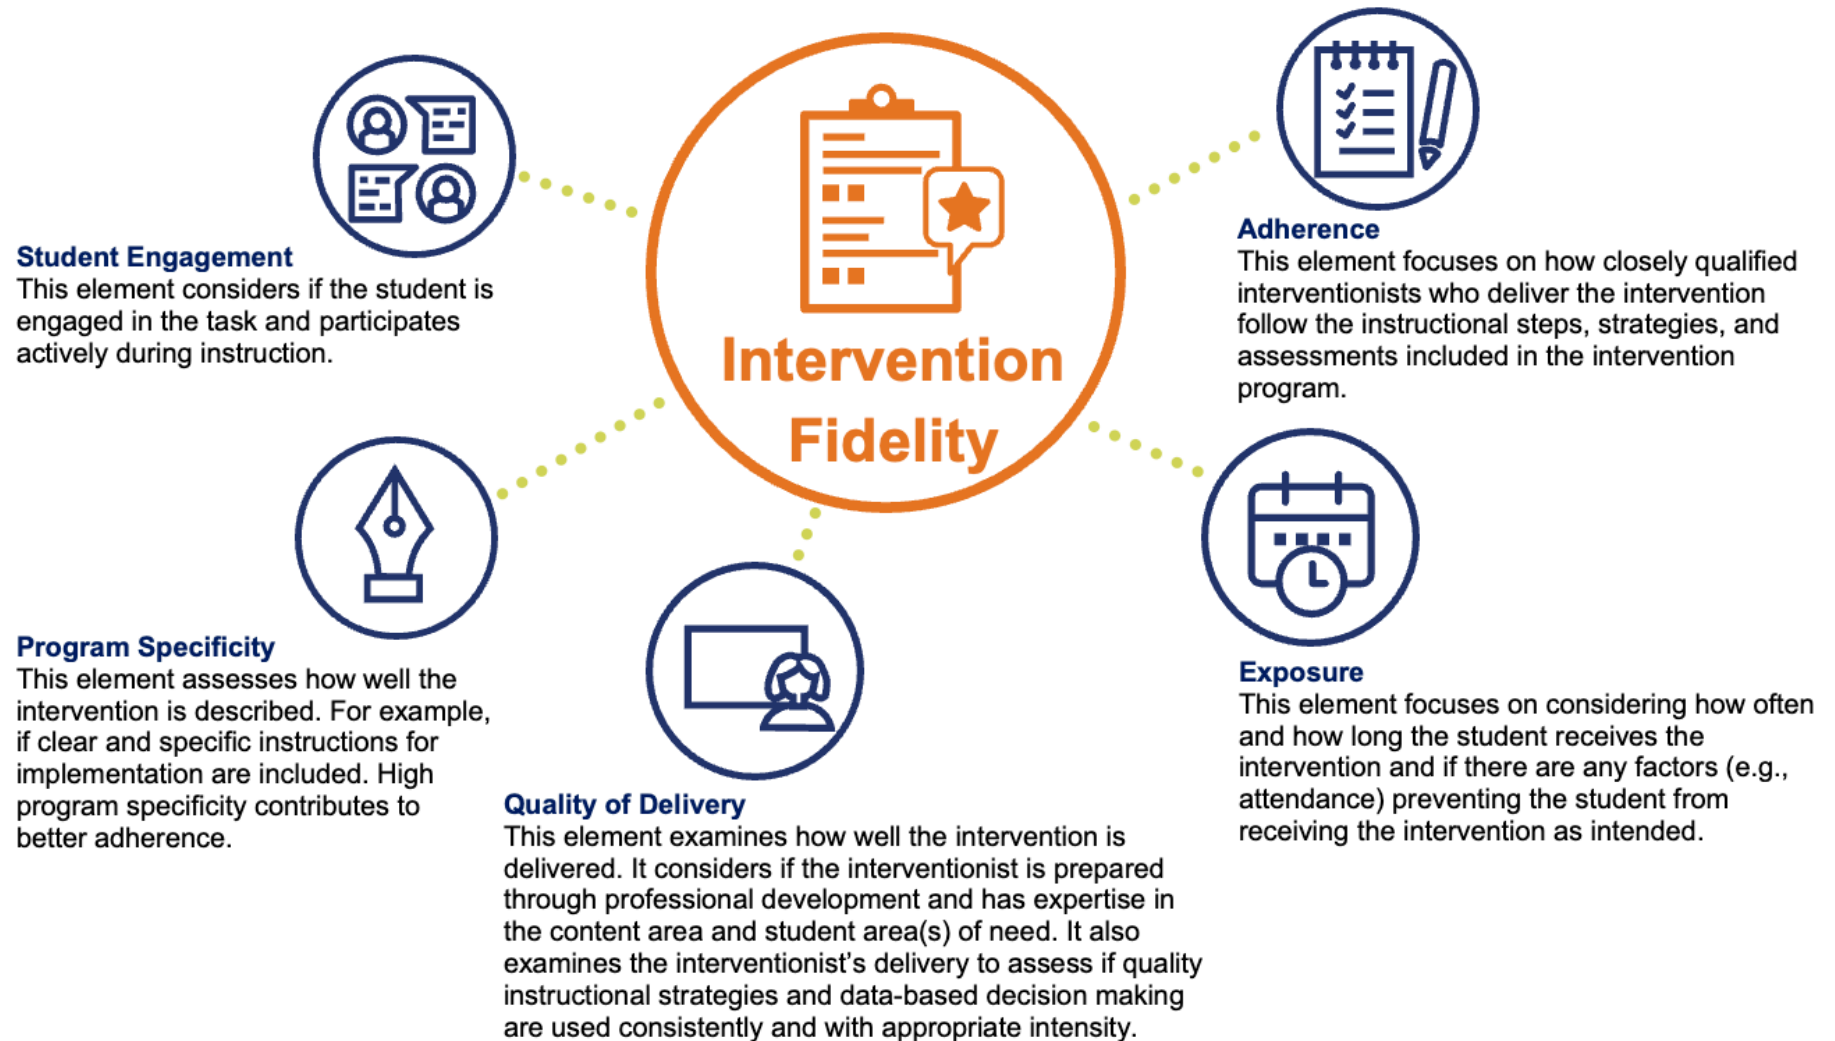 Intervention
Fidelity
Student Engagement
This element considers if the student is
engaged in the task and participates
actively during instruction.
Adherence
This element focuses on how closely qualified
interventionists who deliver the intervention
follow the instructional steps, strategies, and
assessments included in the intervention
program.
Program Specificity
This element assesses how well the
intervention is described. For example,
if clear and specific instructions for
implementation are included. High
program specificity contributes to
better adherence.
Quality of Delivery
This element examines how well the intervention is
delivered. It considers if the interventionist is prepared
through professional development and has expertise in
the content area and student area(s) of need. It also
examines the interventionist’s delivery to assess if quality
instructional strategies and data-based decision making
are used consistently and with appropriate intensity.
Exposure
This element focuses on considering how often
and how long the student receives the
intervention and if there are any factors (e.g.,
attendance) preventing the student from
receiving the intervention as intended.